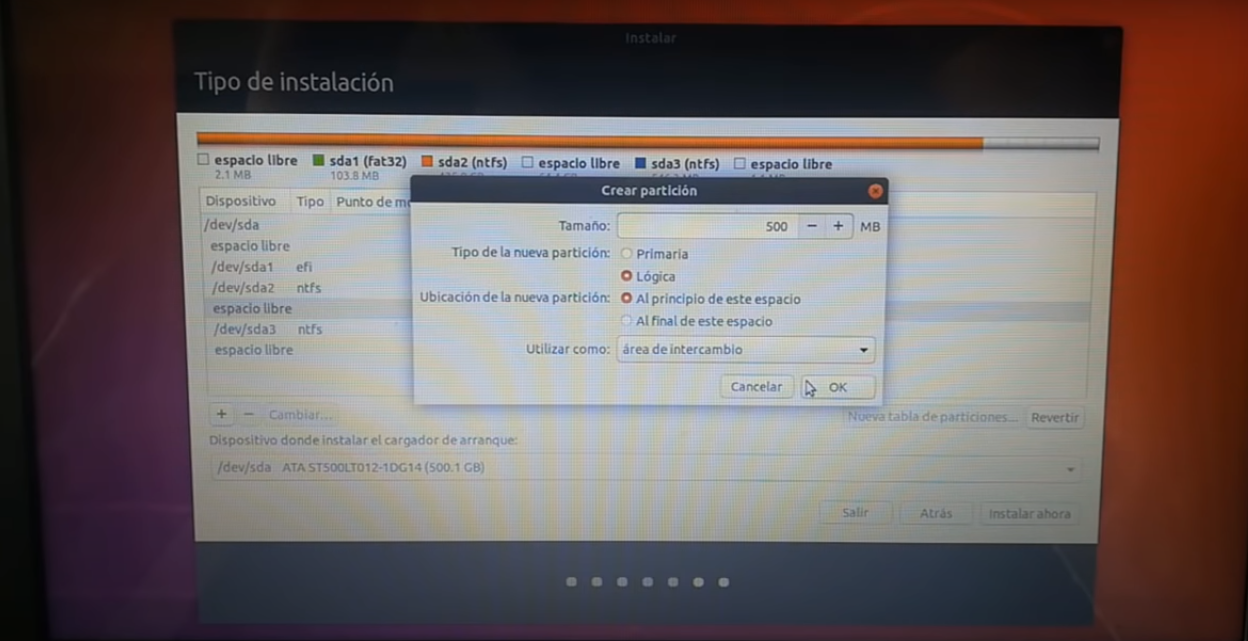 Instalar
Tipo de instalación
espacio libre sda1 (fat32) sda2 (ntfs) espacio libre sda3 (ntfs) espacio libre
2.1 MB 103.8 MB
Crear partición
Dispositivo Tipo Punto de
/dev/sda
espacio libre
/dev/sda1 efi
/dev/sda2 ntfs
espacio libre
/dev/sda3 ntfs
espacio libre
Tamaño: 500 − + MB
Tipo de la nueva partición: Primaria
Lógica
Ubicación de la nueva partición: Al principio de este espacio
Al final de este espacio
Utilizar como: área de intercambio
Cancelar OK
+ − Cambiar... Nueva tabla de particiones... Revertir
Dispositivo donde instalar el cargador de arranque:
/dev/sda ATA ST500LT012-1DG14 (500.1 GB)
Salir Atrás Instalar ahora